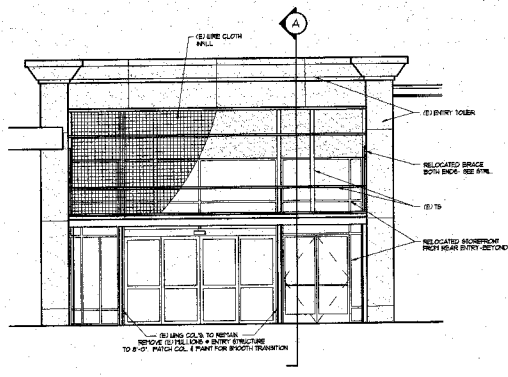 A
(E) WIRE CLOTH
WALL
(E) ENTRY TOWER
RELOCATED BRACE
BOTH ENDS- SEE STRL.
(E) TS
RELOCATED STOREFRONT
FROM REAR ENTRY-BEYOND
(E) WING COL'S. TO REMAIN
REMOVE (E) MULLIONS @ ENTRY STRUCTURE
TO 8'-0". PATCH COL. & PAINT FOR SMOOTH TRANSITION